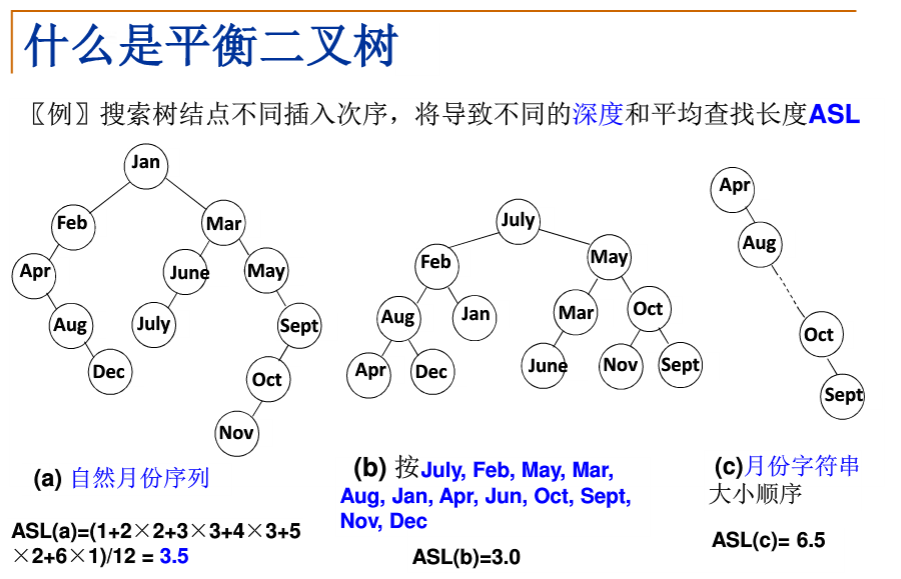 什么是平衡二叉树
〖例〗搜索树结点不同插入次序，将导致不同的深度和平均查找长度ASL
Jan
Feb
Mar
Apr
June
May
Aug
July
Sept
Dec
Oct
Nov
(a) 自然月份序列
ASL(a)=(1+2×2+3×3+4×3+5
×2+6×1)/12 = 3.5
July
Feb
May
Aug
Jan
Mar
Oct
Apr
Dec
June
Nov
Sept
(b) 按July, Feb, May, Mar,
Aug, Jan, Apr, Jun, Oct, Sept,
Nov, Dec
ASL(b)=3.0
Apr
Aug
Oct
Sept
(c)月份字符串
大小顺序
ASL(c)= 6.5